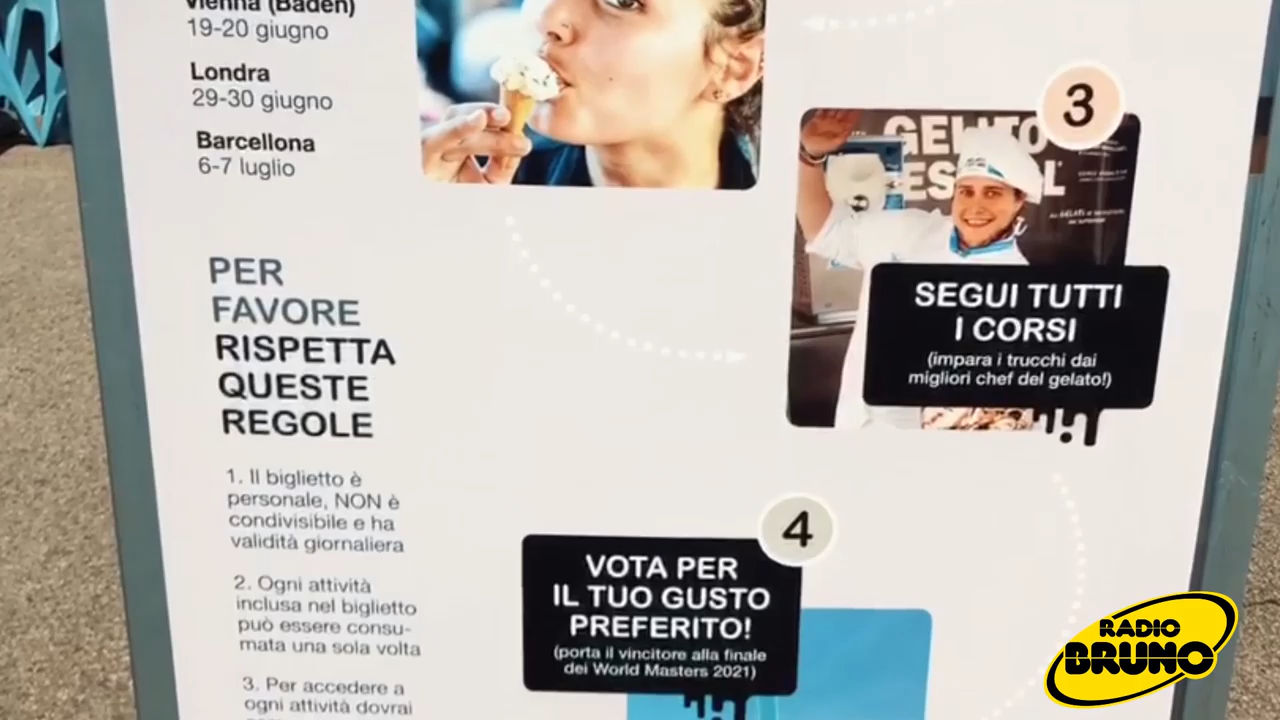 Vienna (Baden)
19-20 giugno
Londra
29-30 giugno
Barcellona
6-7 luglio
PER
FAVORE
RISPETTA
QUESTE
REGOLE
1. Il biglietto è
personale, NON è
condivisibile e ha
validità giornaliera
2. Ogni attività
inclusa nel biglietto
può essere consu-
mata una sola volta
3. Per accedere a
ogni attività dovrai
3
SEGUI TUTTI
I CORSI
(impara i trucchi dai
migliori chef del gelato!)
4
VOTA PER
IL TUO GUSTO
PREFERITO!
(porta il vincitore alla finale
dei World Masters 2021)
RADIO
BRUNO